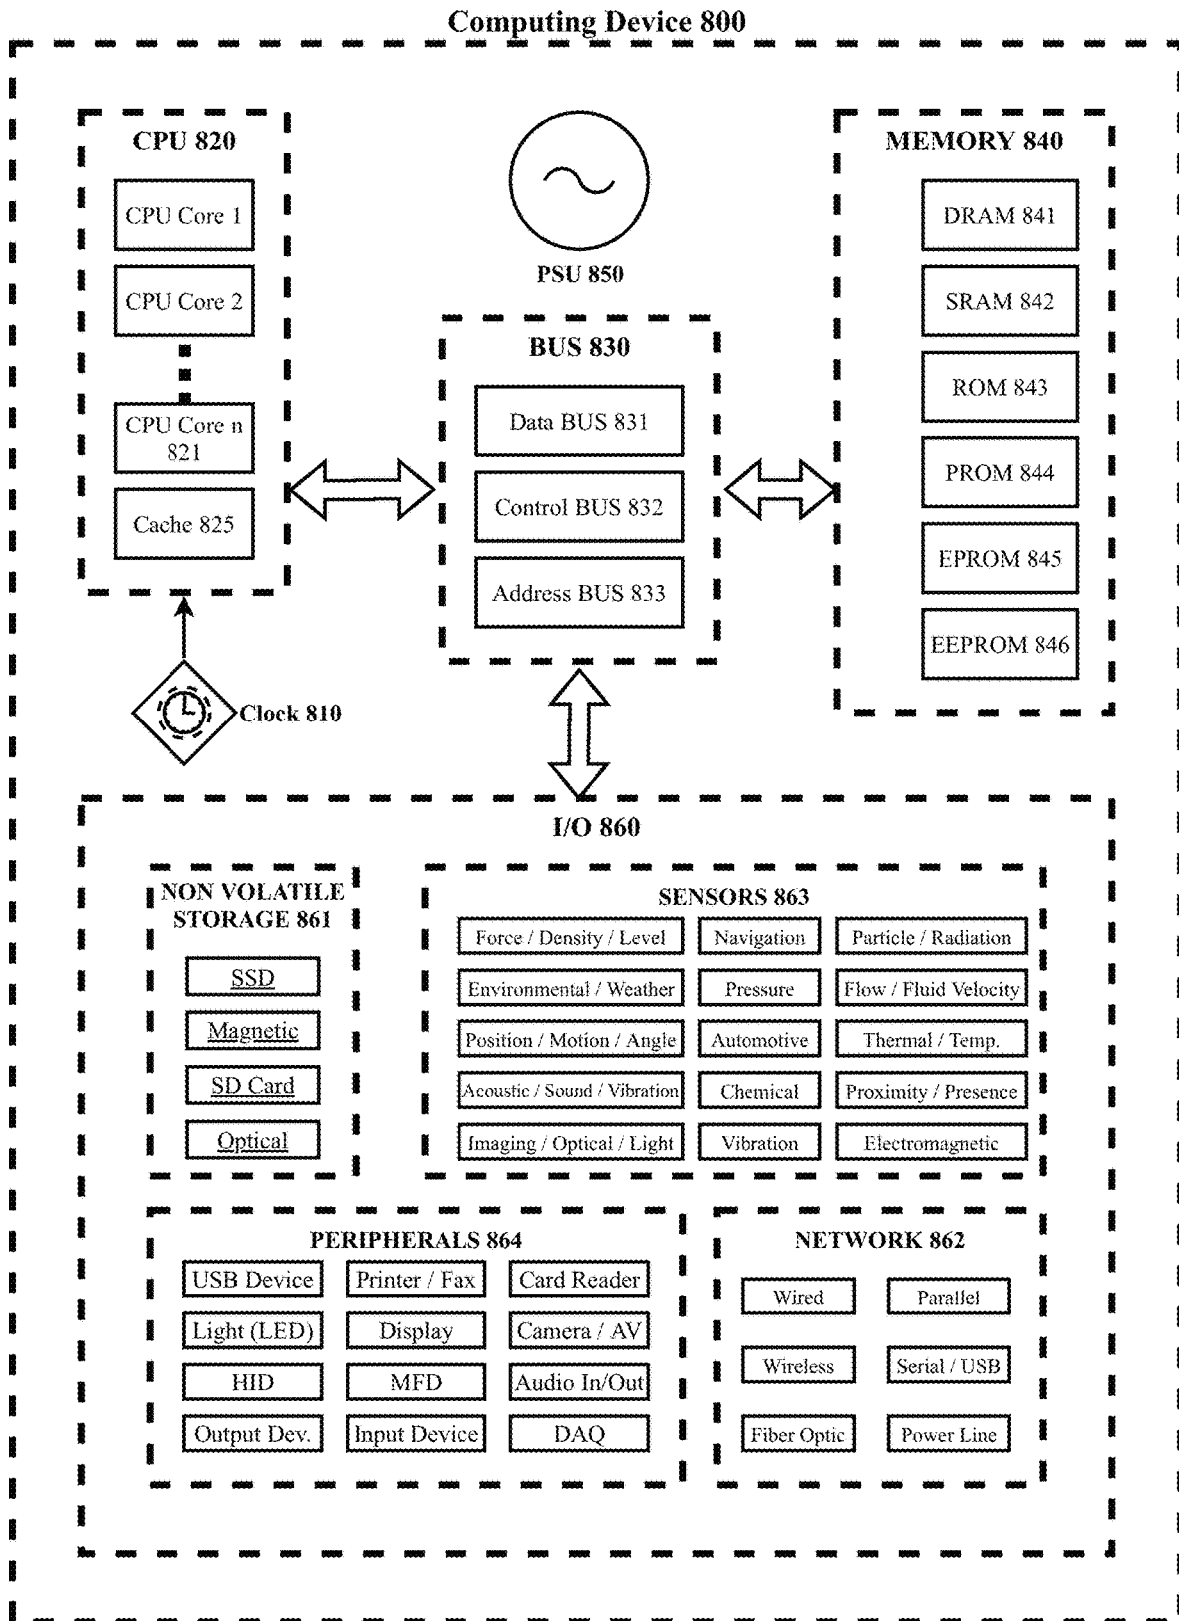 Computing Device 800
CPU 820
CPU Core 1
CPU Core 2
CPU Core n
821
Cache 825
Clock 810
PSU 850
BUS 830
Data BUS 831
Control BUS 832
Address BUS 833
MEMORY 840
DRAM 841
SRAM 842
ROM 843
PROM 844
EPROM 845
EEPROM 846
I/O 860
NON VOLATILE
STORAGE 861
SSD
Magnetic
SD Card
Optical
SENSORS 863
Force / Density / Level
Navigation
Particle / Radiation
Environmental / Weather
Pressure
Flow / Fluid Velocity
Position / Motion / Angle
Automotive
Thermal / Temp.
Acoustic / Sound / Vibration
Chemical
Proximity / Presence
Imaging / Optical / Light
Vibration
Electromagnetic
PERIPHERALS 864
USB Device
Printer / Fax
Card Reader
Light (LED)
Display
Camera / AV
HID
MFD
Audio In/Out
Output Dev.
Input Device
DAQ
NETWORK 862
Wired
Parallel
Wireless
Serial / USB
Fiber Optic
Power Line